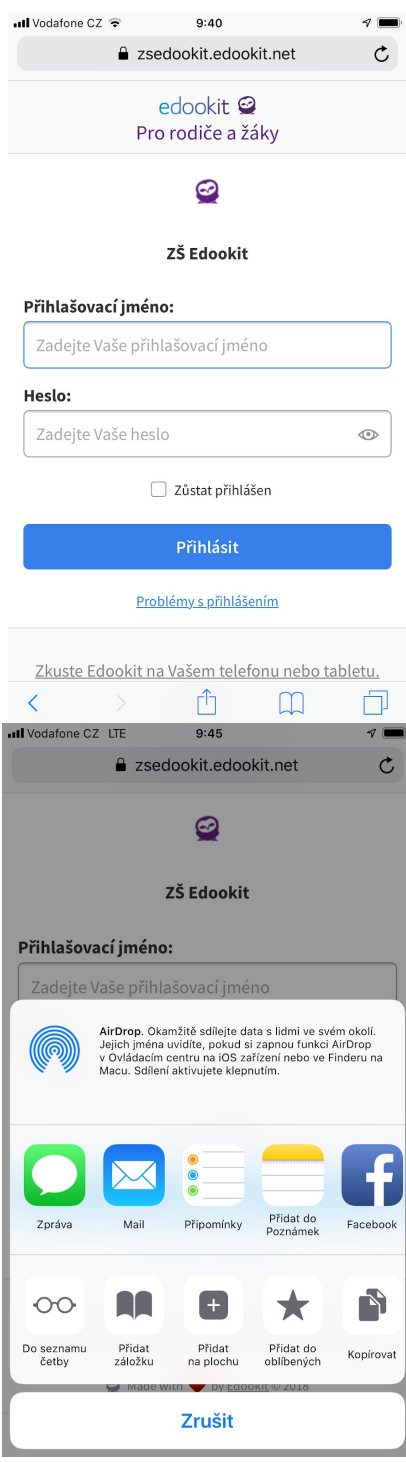 Vodafone CZ 9:40
zsedookit.edookit.net
edookit
Pro rodiče a žáky
ZŠ Edookit
Přihlašovací jméno:
Zadejte Vaše přihlašovací jméno
Heslo:
Zadejte Vaše heslo
Zůstat přihlášen
Přihlásit
Problémy s přihlášením
Zkuste Edookit na Vašem telefonu nebo tabletu.
Vodafone CZ LTE 9:45
zsedookit.edookit.net
ZŠ Edookit
Přihlašovací jméno:
Zadejte Vaše přihlašovací jméno
AirDrop. Okamžitě sdílejte data s lidmi ve svém okolí.
Jejich jména uvidíte, pokud si zapnou funkci AirDrop
v Ovládacím centru na iOS zařízení nebo ve Finderu na
Macu. Sdílení aktivujete klepnutím.
Zpráva
Mail
Připomínky
Přidat do
Poznámek
Facebook
Do seznamu
četby
Přidat
záložku
Přidat
na plochu
Přidat do
oblíbených
Kopírovat
Made with by Edookit © 2018
Zrušit